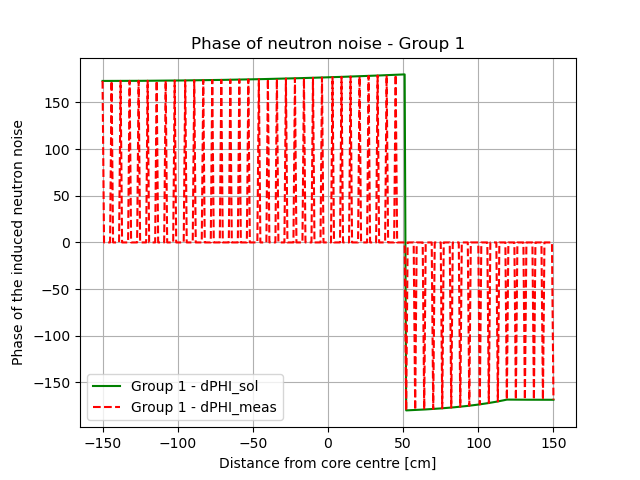 Phase of neutron noise - Group 1
Phase of the induced neutron noise
150
100
50
0
−50
−100
−150
Group 1 - dPHI_sol
Group 1 - dPHI_meas
−150 −100 −50 0 50 100 150
Distance from core centre [cm]